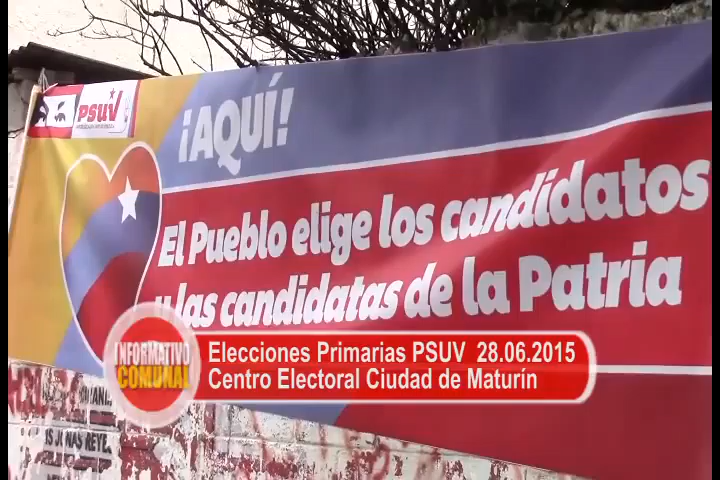 PSUV
¡AQUÍ!
El Pueblo elige los candidatos
y las candidatas de la Patria
INFORMATIVO
COMUNAL
Elecciones Primarias PSUV 28.06.2015
Centro Electoral Ciudad de Maturín